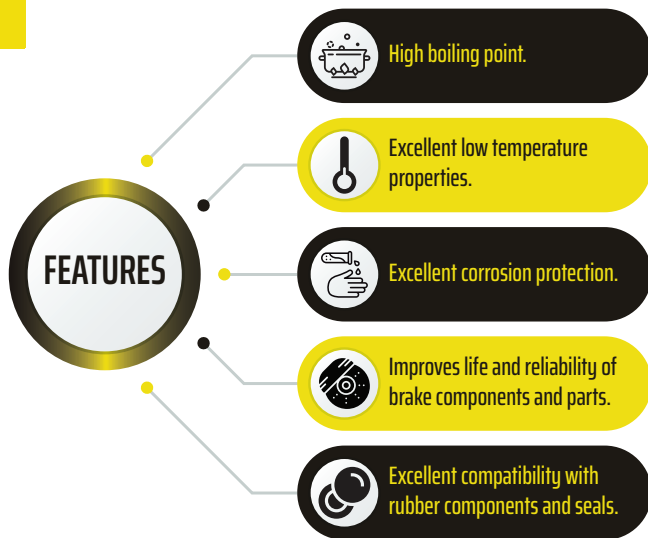 High boiling point.
Excellent low temperature
properties.
FEATURES
Excellent corrosion protection.
Improves life and reliability of
brake components and parts.
Excellent compatibility with
rubber components and seals.